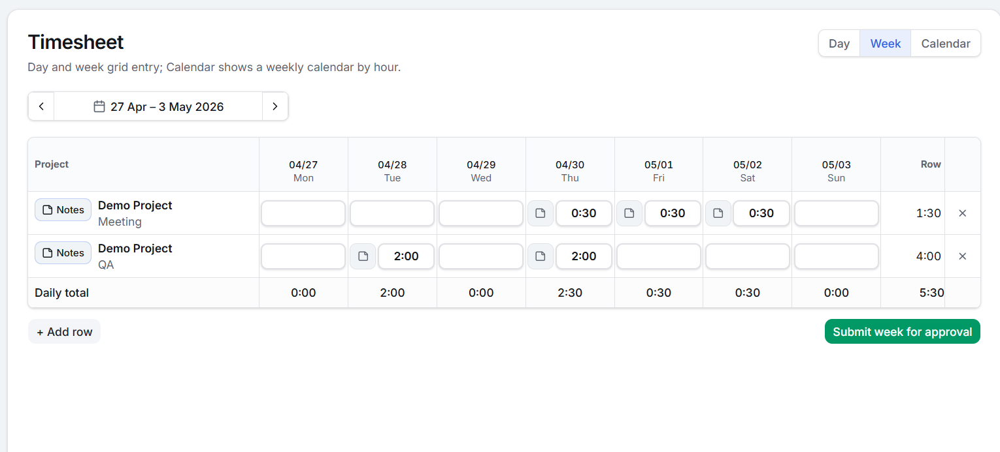 Timesheet
Day Week Calendar
Day and week grid entry; Calendar shows a weekly calendar by hour.
27 Apr – 3 May 2026
Project 04/27 Mon 04/28 Tue 04/29 Wed 04/30 Thu 05/01 Fri 05/02 Sat 05/03 Sun Row
Notes Demo Project 0:30 0:30 0:30 1:30
Meeting
Notes Demo Project 2:00 2:00 4:00
QA
Daily total 0:00 2:00 0:00 2:30 0:30 0:30 0:00 5:30
+ Add row Submit week for approval